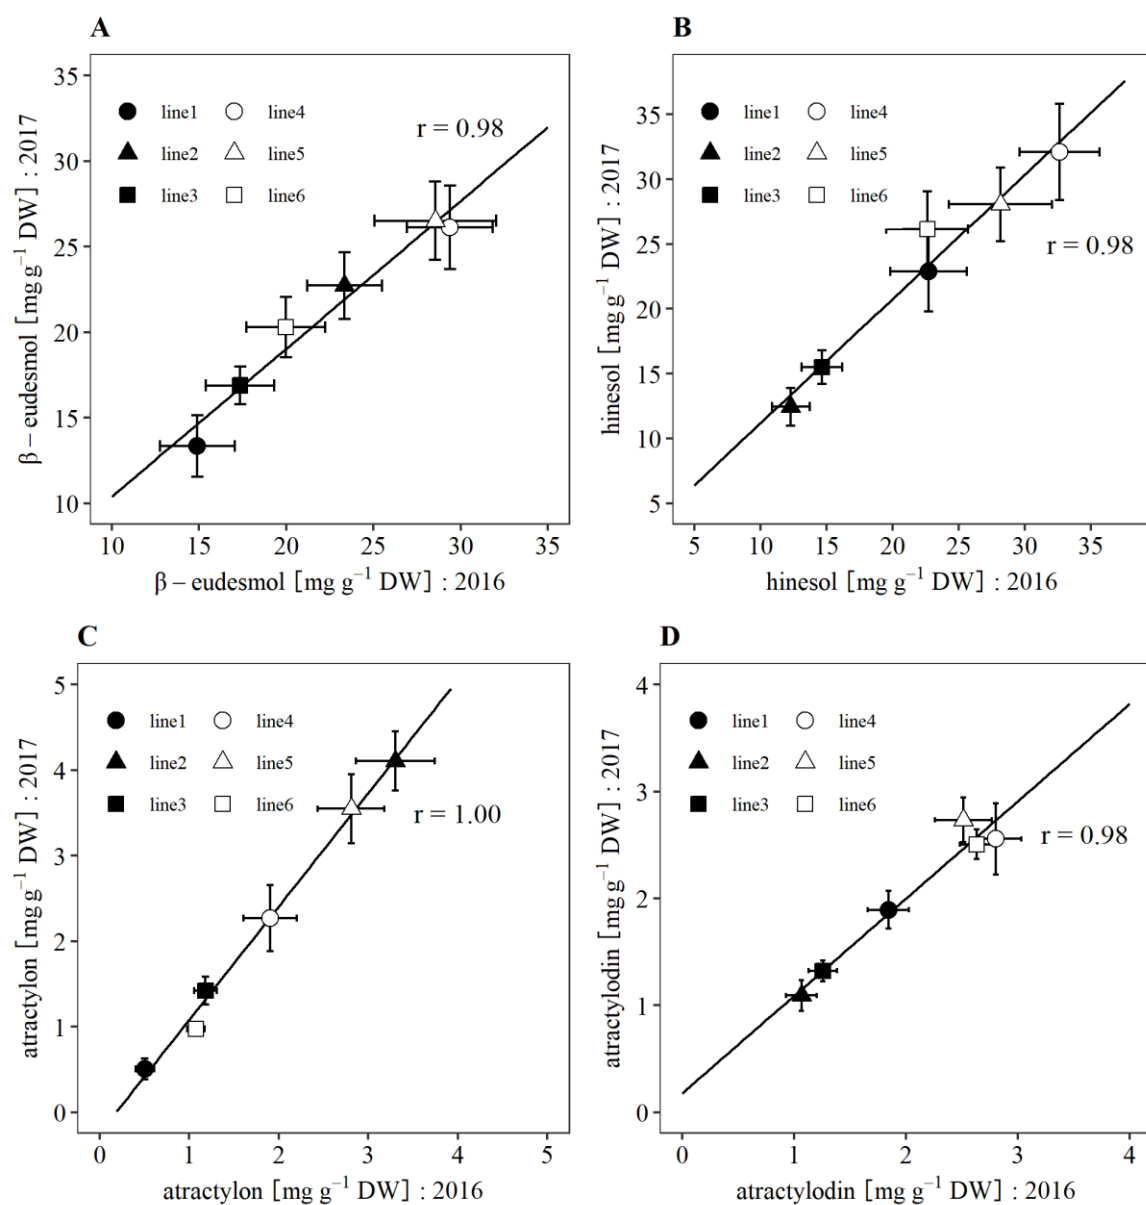 A
35
30
25
20
15
10
β – eudesmol [mg g⁻¹ DW] : 2017
line1 line4
line2 line5
line3 line6
r = 0.98
10 15 20 25 30 35
β – eudesmol [mg g⁻¹ DW] : 2016
B
35
30
25
20
15
10
5
hinesol [mg g⁻¹ DW] : 2017
line1 line4
line2 line5
line3 line6
r = 0.98
5 10 15 20 25 30 35
hinesol [mg g⁻¹ DW] : 2016
C
5
4
3
2
1
0
atractylon [mg g⁻¹ DW] : 2017
line1 line4
line2 line5
line3 line6
r = 1.00
0 1 2 3 4 5
atractylon [mg g⁻¹ DW] : 2016
D
4
3
2
1
0
atractylodin [mg g⁻¹ DW] : 2017
line1 line4
line2 line5
line3 line6
r = 0.98
0 1 2 3 4
atractylodin [mg g⁻¹ DW] : 2016